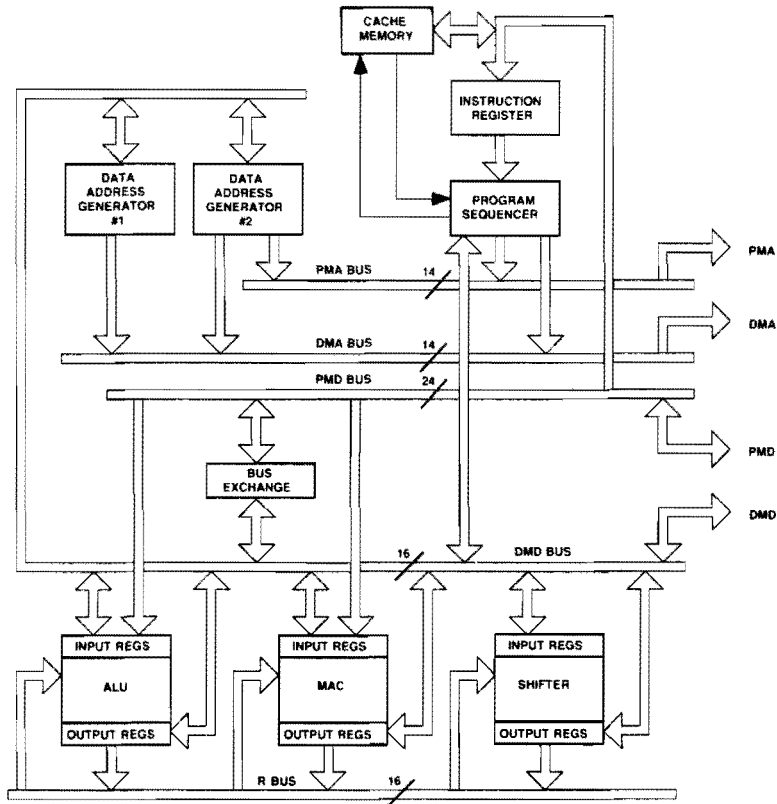 CACHE
MEMORY
INSTRUCTION
REGISTER
DATA
ADDRESS
GENERATOR
#1
DATA
ADDRESS
GENERATOR
#2
PROGRAM
SEQUENCER
PMA BUS
14
PMA
DMA BUS
14
DMA
PMD BUS
24
PMD
BUS
EXCHANGE
DMD
16
DMD BUS
INPUT REGS
ALU
OUTPUT REGS
INPUT REGS
MAC
OUTPUT REGS
INPUT REGS
SHIFTER
OUTPUT REGS
R BUS
16